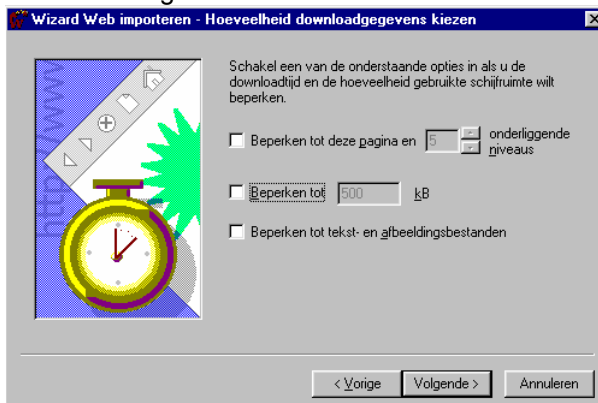 Wizard Web importeren - Hoeveelheid downloadgegevens kiezen
Schakel een van de onderstaande opties in als u de
downloadtijd en de hoeveelheid gebruikte schijfruimte wilt
beperken.
Beperken tot deze pagina en 5 onderliggende
niveaus
Beperken tot 500 kB
Beperken tot tekst- en afbeeldingsbestanden
http://www
< Vorige Volgende > Annuleren